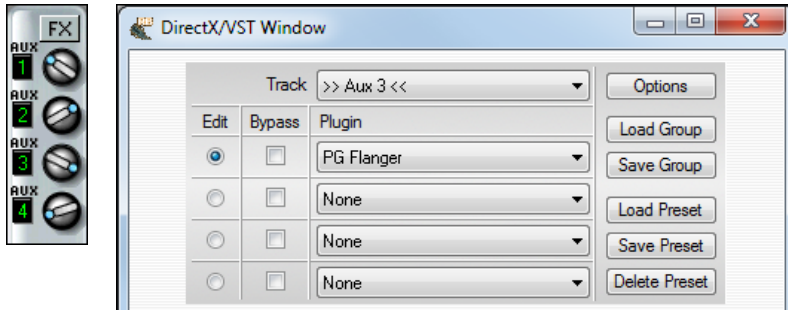 FX
AUX
1
AUX
2
AUX
3
AUX
4
DirectX/VST Window
Track >> Aux 3 << Options
Edit Bypass Plugin Load Group
PG Flanger Save Group
None Load Preset
None Save Preset
None Delete Preset